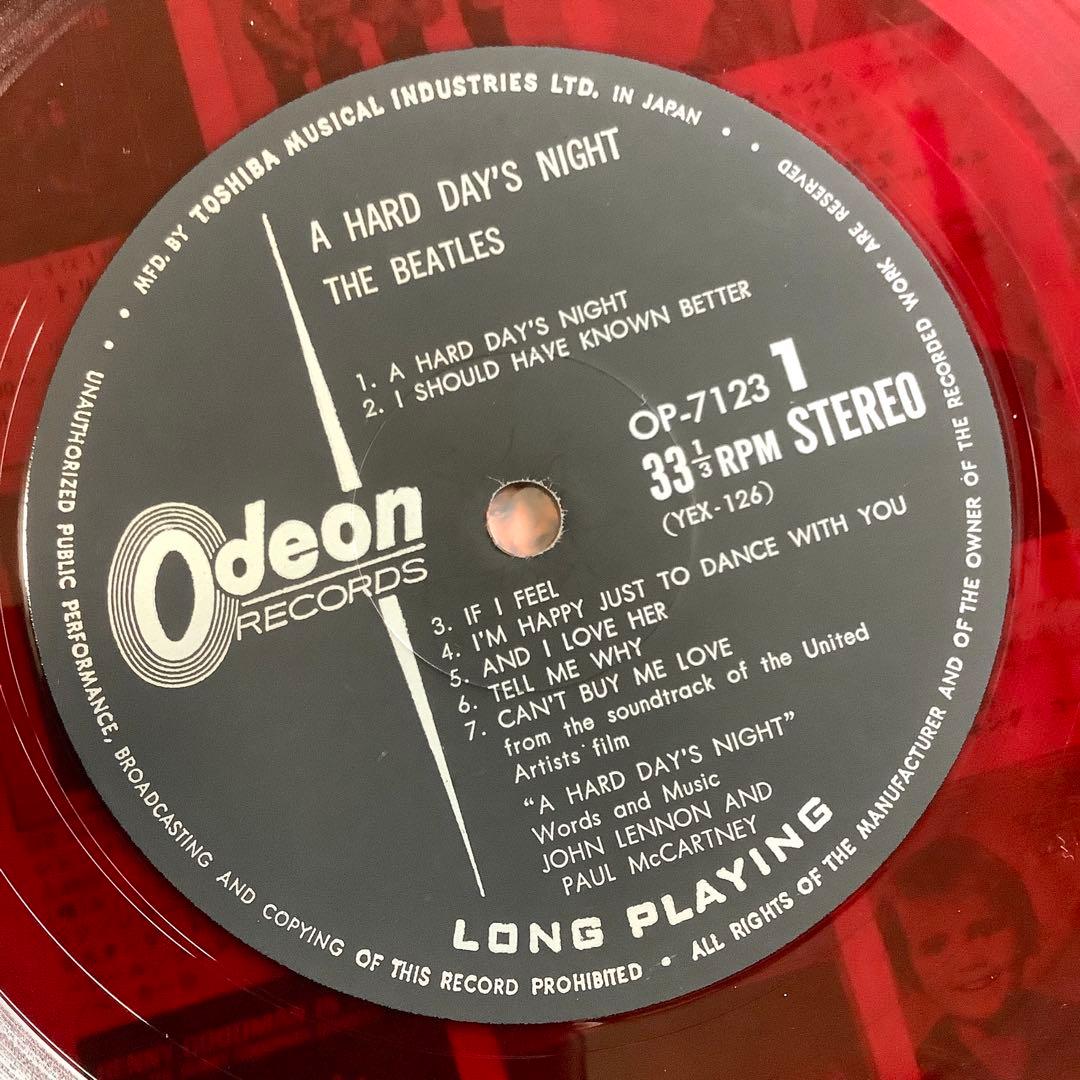 MFD. BY TOSHIBA MUSICAL INDUSTRIES LTD. IN JAPAN
A HARD DAY'S NIGHT
THE BEATLES
1. A HARD DAY'S NIGHT
2. I SHOULD HAVE KNOWN BETTER
OP-7123 1
33 1/3 RPM STEREO
(YEX-126)
Odeon
RECORDS
3. IF I FEEL
4. I'M HAPPY JUST TO DANCE WITH YOU
5. AND I LOVE HER
6. TELL ME WHY
7. CAN'T BUY ME LOVE
from the soundtrack of the United
Artists film
"A HARD DAY'S NIGHT"
Words and Music
JOHN LENNON AND
PAUL McCARTNEY
LONG PLAYING
UNAUTHORIZED PUBLIC PERFORMANCE, BROADCASTING AND COPYING OF THIS RECORD PROHIBITED • ALL RIGHTS OF THE MANUFACTURER AND OF THE OWNER OF THE RECORDED WORK ARE RESERVED